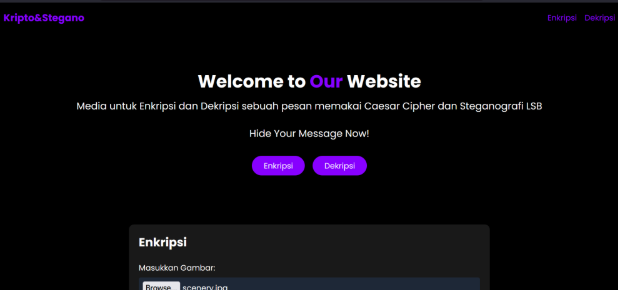 Kripto&Stegano
Enkripsi Dekripsi
Welcome to Our Website
Media untuk Enkripsi dan Dekripsi sebuah pesan memakai Caesar Cipher dan Steganografi LSB
Hide Your Message Now!
Enkripsi Dekripsi
Enkripsi
Masukkan Gambar:
Browse... scenery.jpg